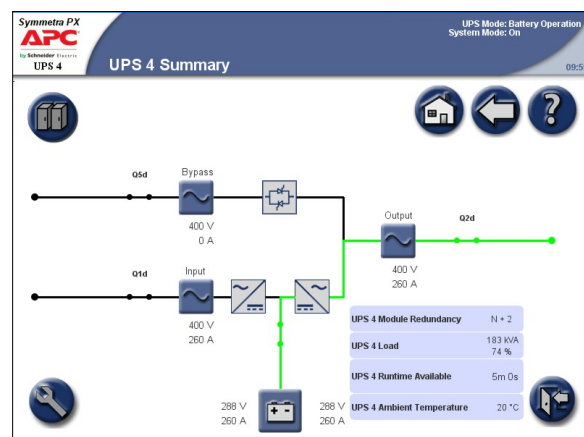 Symmetra PX
APC
by Schneider Electric
UPS 4
UPS 4 Summary
UPS Mode: Battery Operation
System Mode: On
09:5
Q5d
Bypass
400 V
0 A
Output
Q2d
400 V
260 A
Q1d
Input
400 V
260 A
UPS 4 Module Redundancy N + 2
UPS 4 Load 183 kVA
74 %
UPS 4 Runtime Available 5m 0s
UPS 4 Ambient Temperature 20 °C
288 V
260 A
288 V
260 A